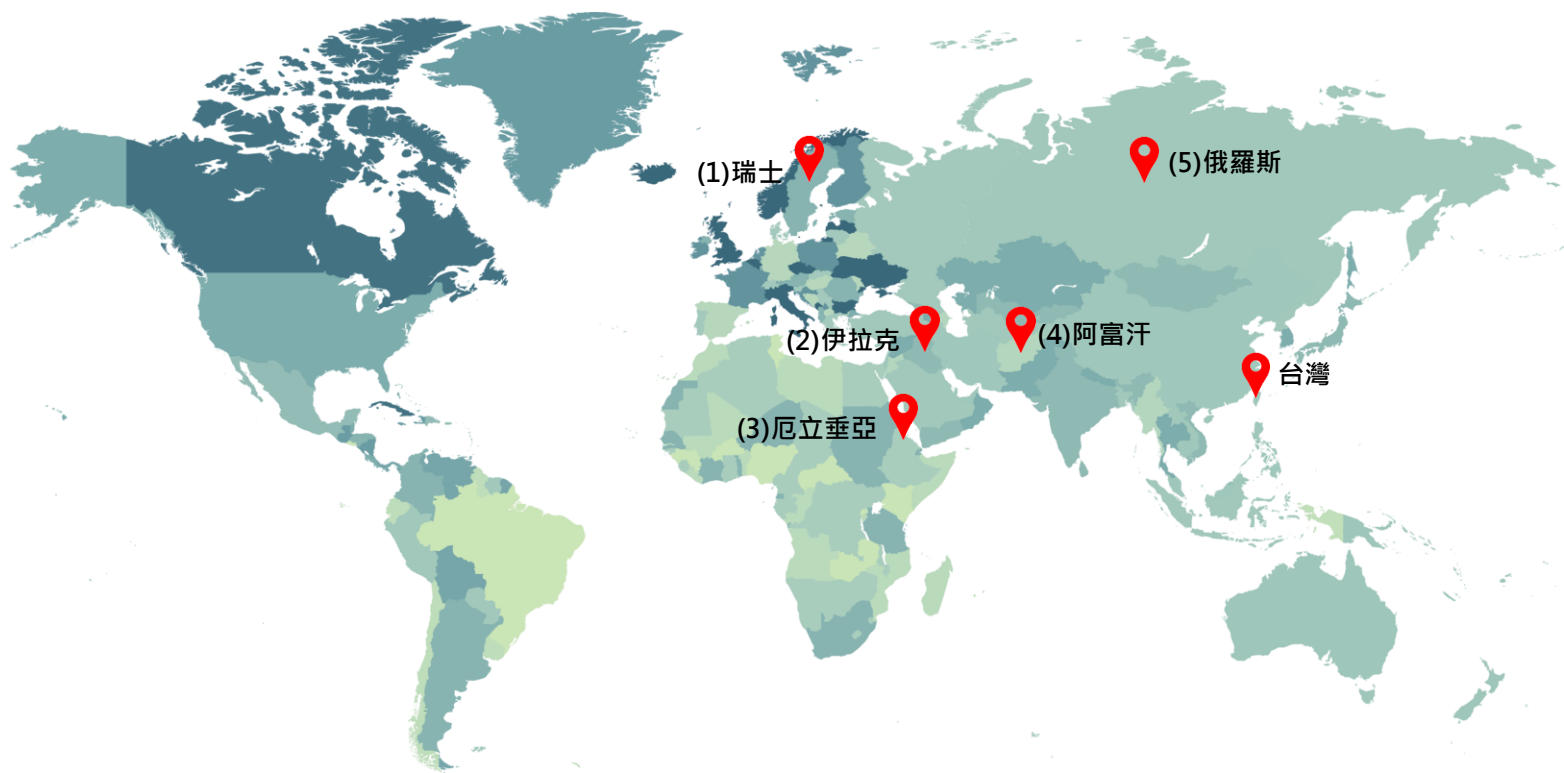 (1)瑞士
(5)俄羅斯
(2)伊拉克
(4)阿富汗
台灣
(3)厄立垂亞